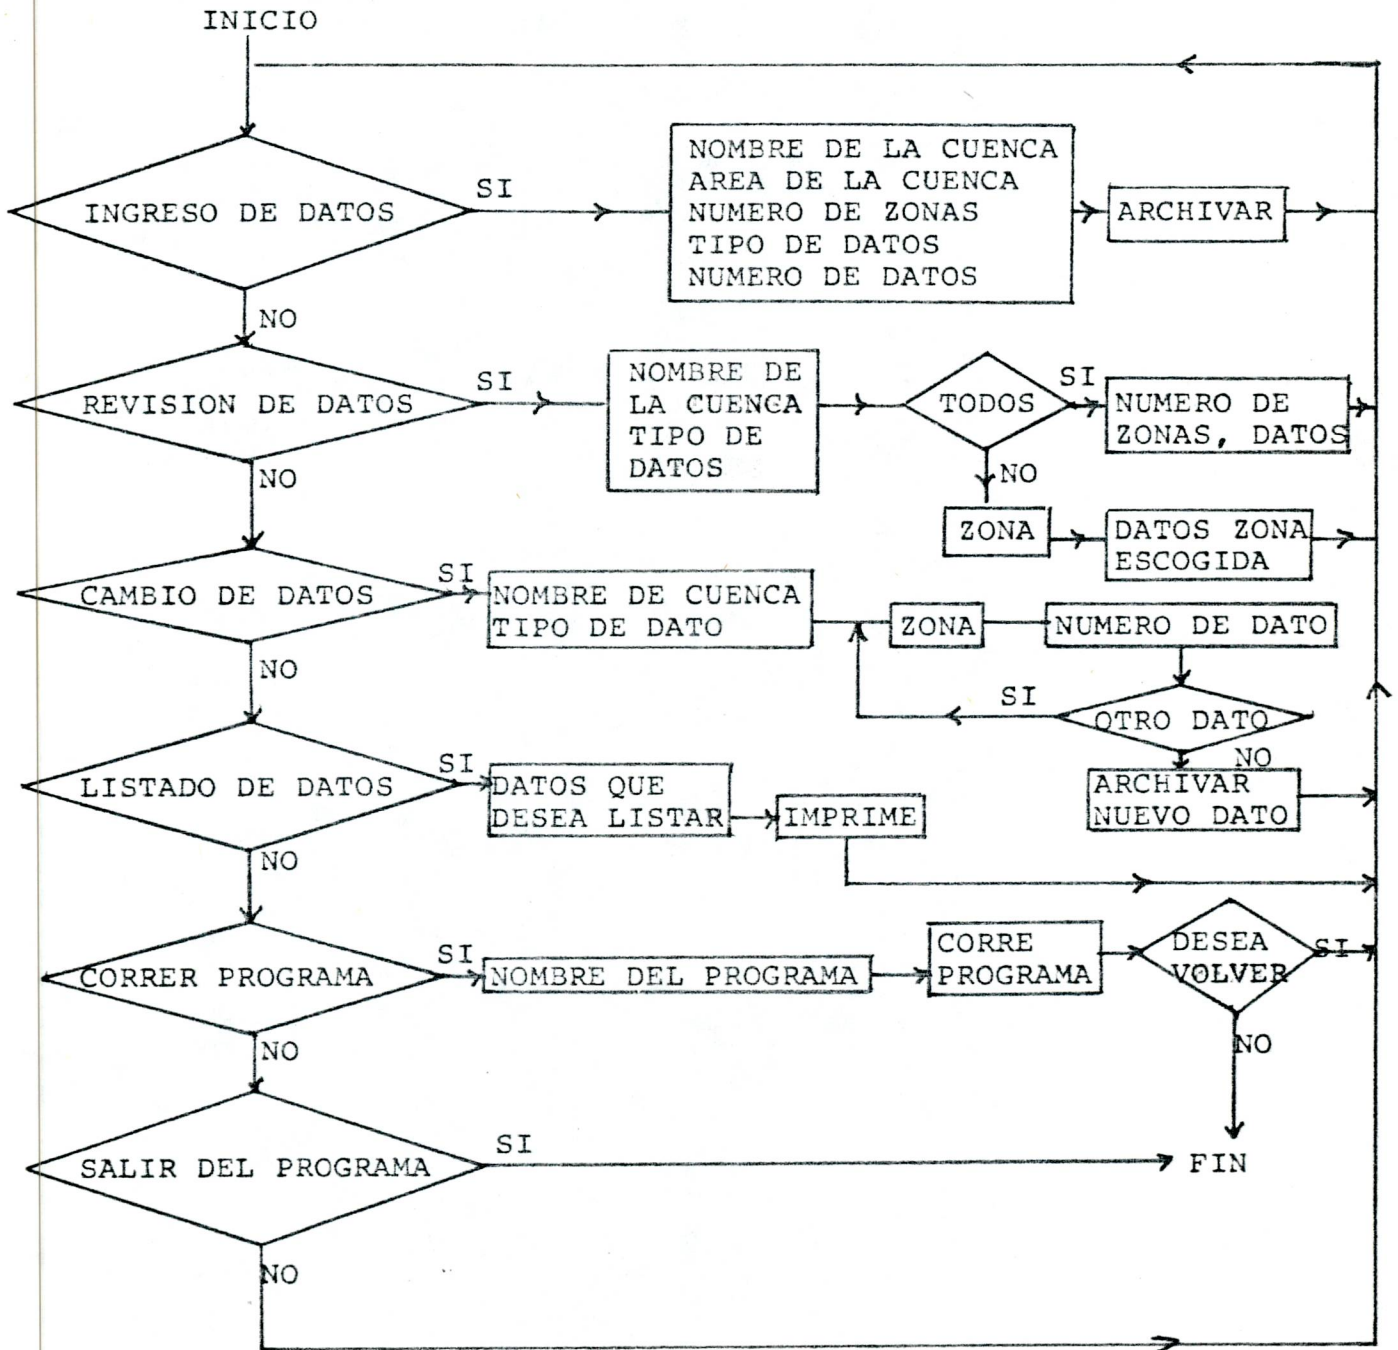 INICIO
INGRESO DE DATOS
SI
NOMBRE DE LA CUENCA
AREA DE LA CUENCA
NUMERO DE ZONAS
TIPO DE DATOS
NUMERO DE DATOS
ARCHIVAR
NO
REVISION DE DATOS
SI
NOMBRE DE
LA CUENCA
TIPO DE
DATOS
TODOS
SI
NUMERO DE
ZONAS, DATOS
NO
ZONA
DATOS ZONA
ESCOGIDA
NO
CAMBIO DE DATOS
SI
NOMBRE DE CUENCA
TIPO DE DATO
ZONA
NUMERO DE DATO
SI
OTRO DATO
NO
ARCHIVAR
NUEVO DATO
NO
LISTADO DE DATOS
SI
DATOS QUE
DESEA LISTAR
IMPRIME
NO
CORRER PROGRAMA
SI
NOMBRE DEL PROGRAMA
CORRE
PROGRAMA
DESEA
VOLVER
SI
NO
NO
SALIR DEL PROGRAMA
SI
FIN
NO